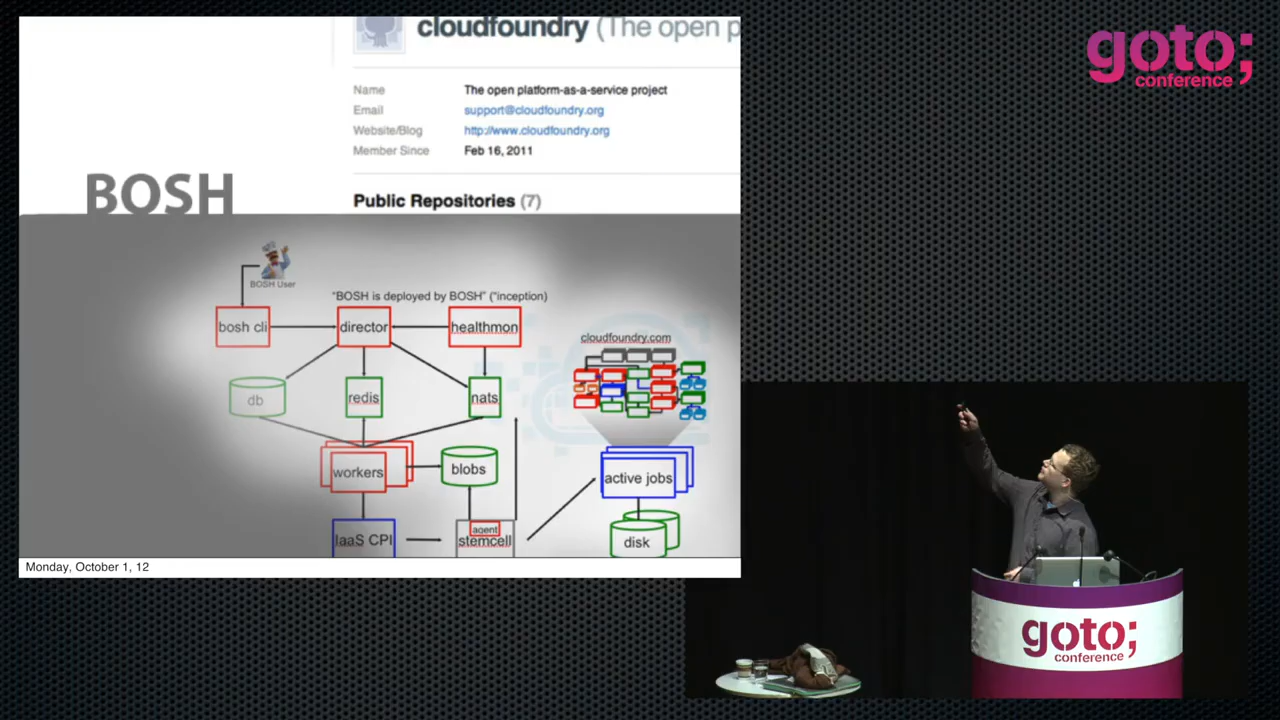 cloudfoundry (The open p
Name The open platform-as-a-service project
Email support@cloudfoundry.org
Website/Blog http://www.cloudfoundry.org
Member Since Feb 16, 2011
Public Repositories (7)
BOSH
BOSH User
"BOSH is deployed by BOSH" ("inception)
bosh cli
director
healthmon
cloudfoundry.com
db
redis
nats
workers
blobs
active jobs
IaaS CPI
agent
stemcell
disk
Monday, October 1, 12
goto;
conference
goto;
conference